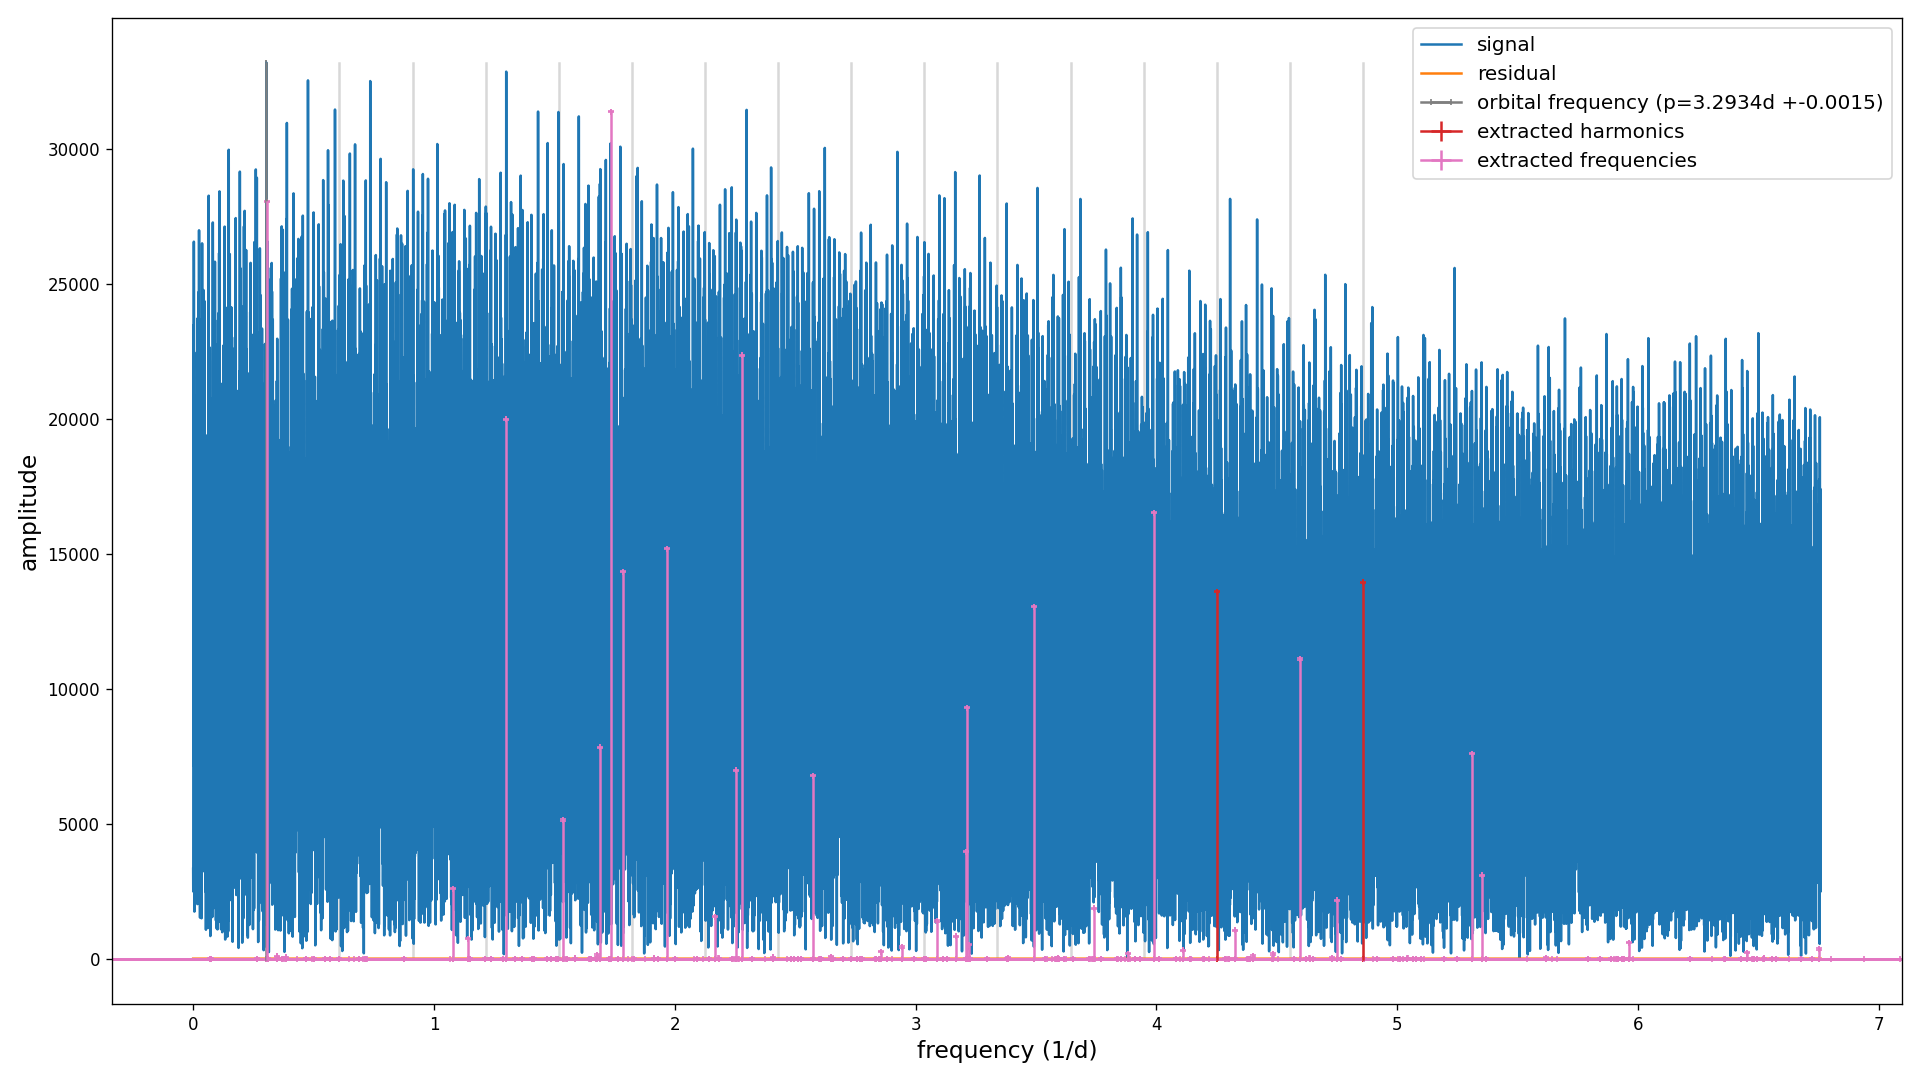 signal
residual
orbital frequency (p=3.2934d +-0.0015)
extracted harmonics
extracted frequencies
30000
25000
20000
15000
10000
5000
0
amplitude
0 1 2 3 4 5 6 7
frequency (1/d)